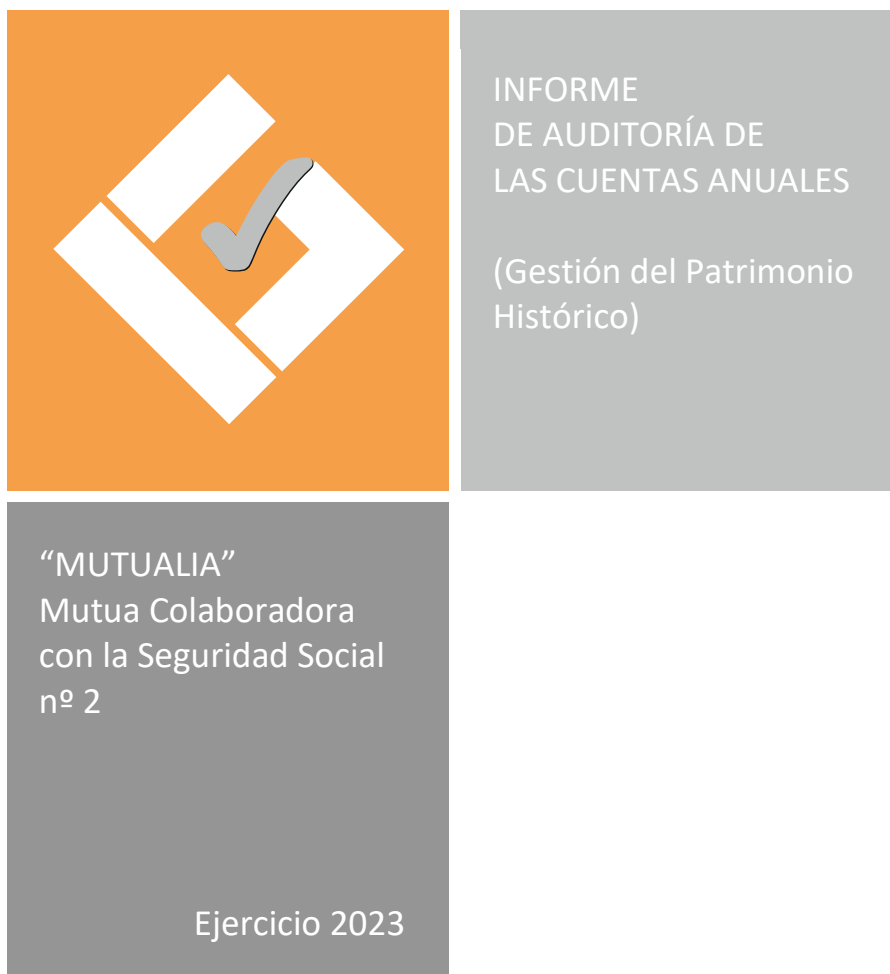 INFORME
DE AUDITORÍA DE
LAS CUENTAS ANUALES
(Gestión del Patrimonio
Histórico)
“MUTUALIA”
Mutua Colaboradora
con la Seguridad Social
nº 2
Ejercicio 2023